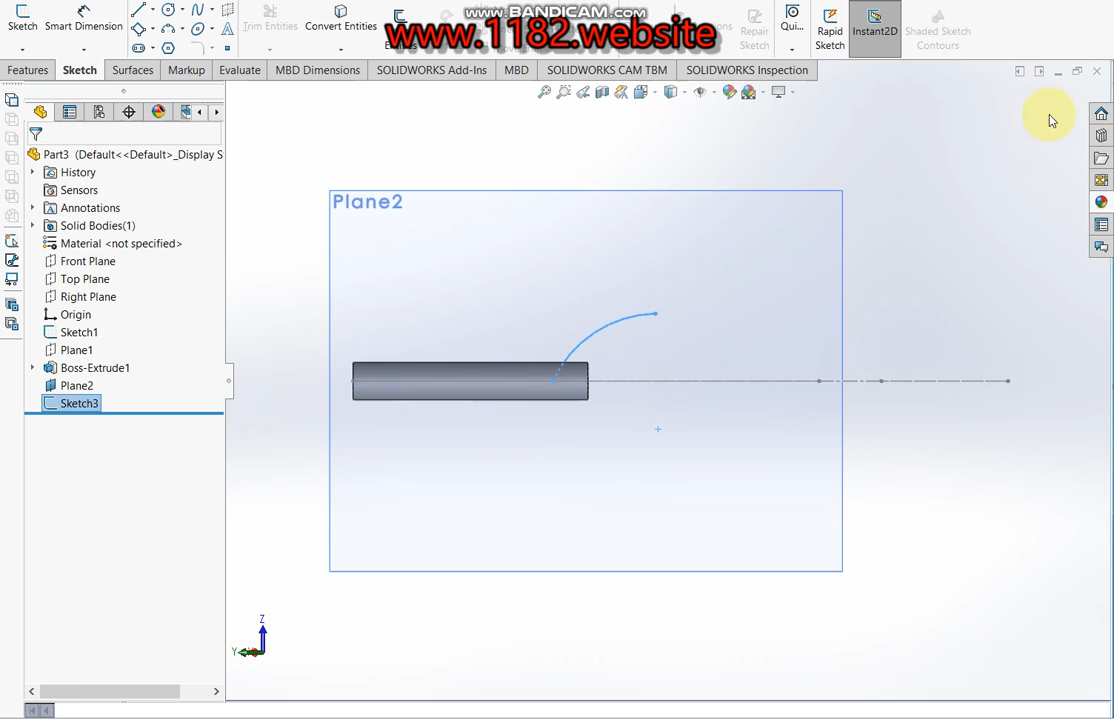 www.BANDICAM.com
www.1182.website
Sketch
Smart Dimension
Trim Entities
Convert Entities
Entities
Repair Sketch
Qui...
Rapid Sketch
Instant2D
Shaded Sketch Contours
Features
Sketch
Surfaces
Markup
Evaluate
MBD Dimensions
SOLIDWORKS Add-Ins
MBD
SOLIDWORKS CAM TBM
SOLIDWORKS Inspection
Part3 (Default<<Default>_Display S
History
Sensors
Annotations
Solid Bodies(1)
Material <not specified>
Front Plane
Top Plane
Right Plane
Origin
Sketch1
Plane1
Boss-Extrude1
Plane2
Sketch3
Plane2
Z
Y